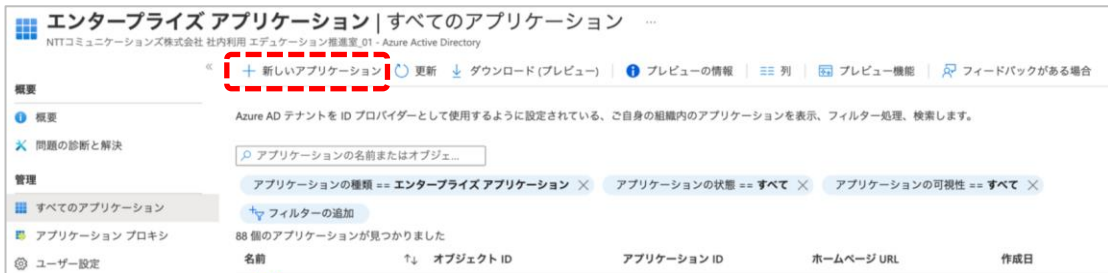 エンタープライズ アプリケーション | すべてのアプリケーション ...
NTTコミュニケーションズ株式会社 社内利用 エデュケーション推進室_01 - Azure Active Directory
«
+ 新しいアプリケーション 更新 ダウンロード (プレビュー) プレビューの情報 列 プレビュー機能 フィードバックがある場合
概要
概要
Azure AD テナントを ID プロバイダーとして使用するように設定されている、ご自身の組織内のアプリケーションを表示、フィルター処理、検索します。
問題の診断と解決
アプリケーションの名前またはオブジェ...
管理
アプリケーションの種類 == エンタープライズ アプリケーション × アプリケーションの状態 == すべて × アプリケーションの可視性 == すべて ×
すべてのアプリケーション
フィルターの追加
アプリケーション プロキシ
88 個のアプリケーションが見つかりました
ユーザー設定
名前 ↑↓ オブジェクト ID アプリケーション ID ホームページ URL 作成日